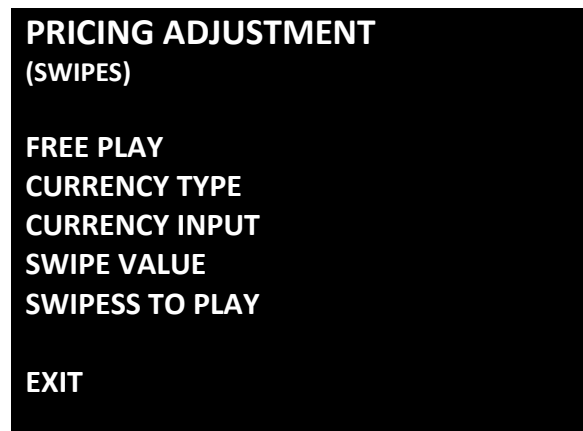 PRICING ADJUSTMENT
(SWIPES)
FREE PLAY
CURRENCY TYPE
CURRENCY INPUT
SWIPE VALUE
SWIPESS TO PLAY
EXIT